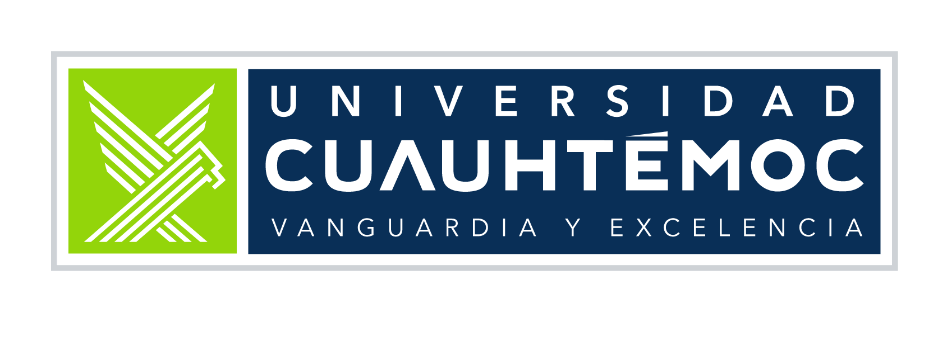 UNIVERSIDAD
CUAUHTÉMOC
VANGUARDIA Y EXCELENCIA